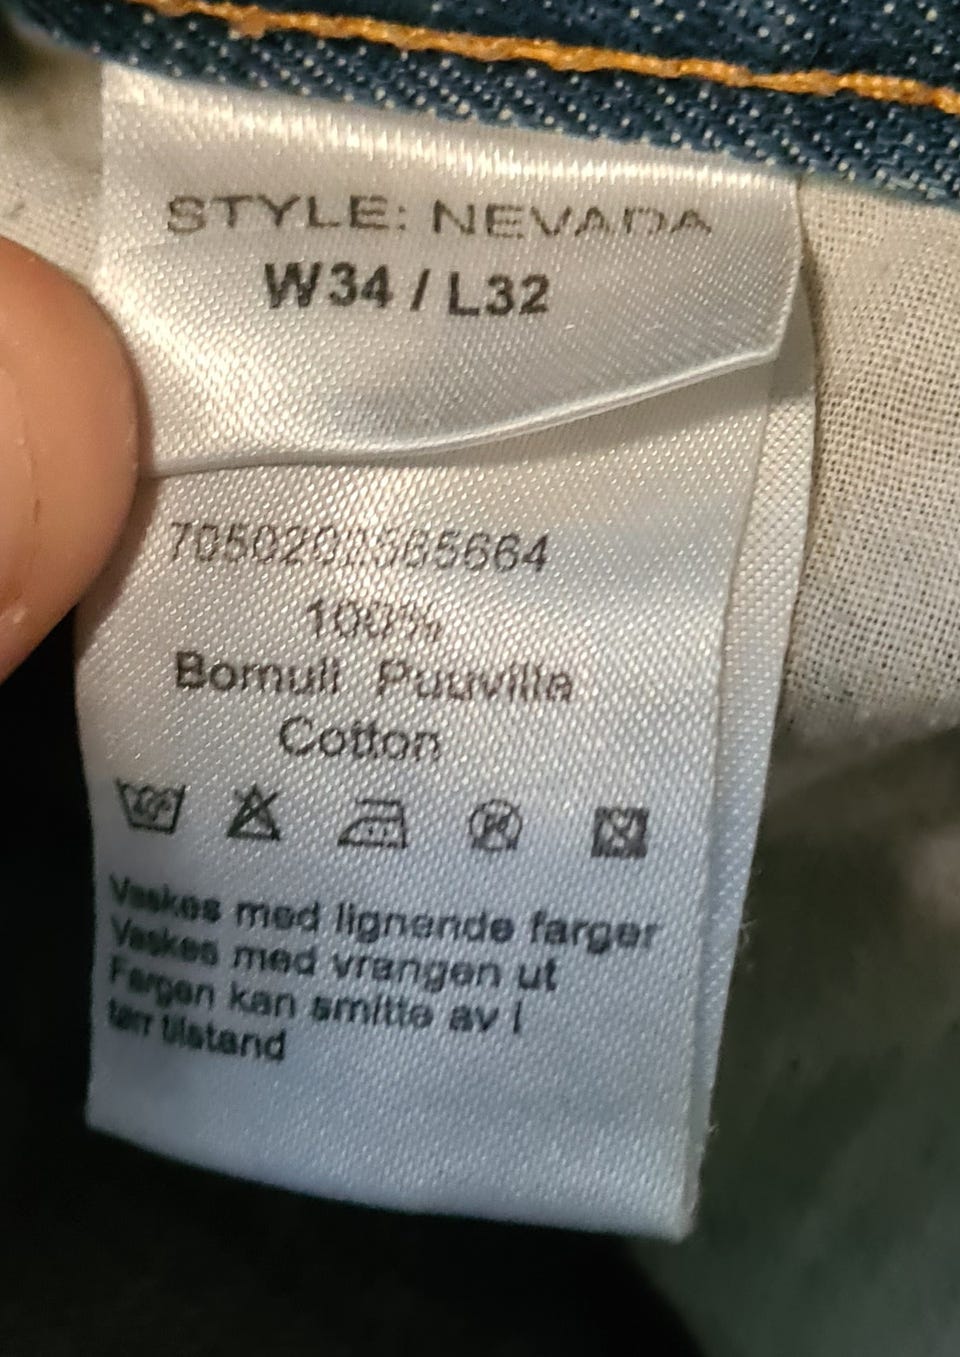 STYLE: NEVADA
W34 / L32
100%
Bomull Puuvilla
Cotton
Vaskes med lignende farger
Vaskes med vrangen ut
Fargen kan smitte av i
tørr tilstand